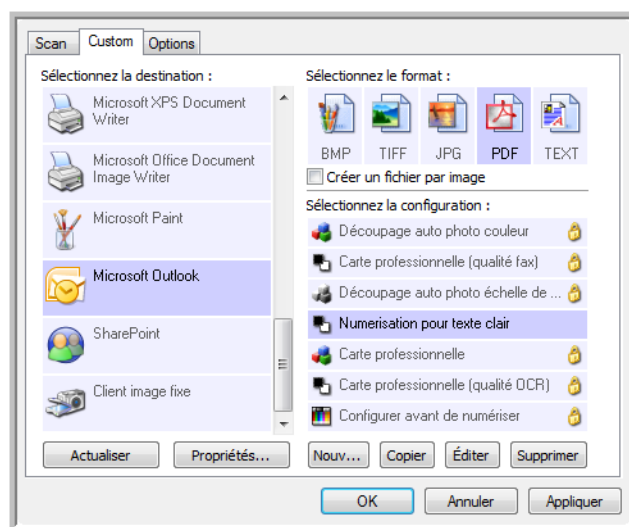 Scan Custom Options
Sélectionnez la destination :
Microsoft XPS Document
Writer
Microsoft Office Document
Image Writer
Microsoft Paint
Microsoft Outlook
SharePoint
Client image fixe
Actualiser Propriétés...
Sélectionnez le format :
BMP TIFF JPG PDF TEXT
Créer un fichier par image
Sélectionnez la configuration :
Découpage auto photo couleur
Carte professionnelle (qualité fax)
Découpage auto photo échelle de ...
Numerisation pour texte clair
Carte professionnelle
Carte professionnelle (qualité OCR)
Configurer avant de numériser
Nouv... Copier Éditer Supprimer
OK Annuler Appliquer